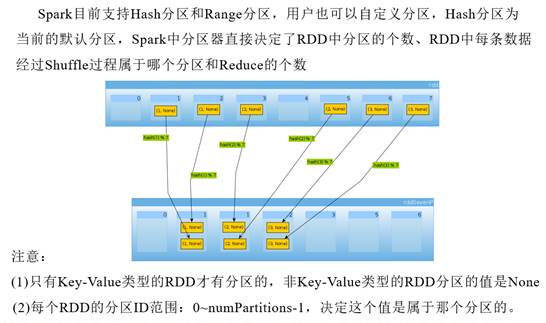 Spark目前支持Hash分区和Range分区，用户也可以自定义分区，Hash分区为
当前的默认分区，Spark中分区器直接决定了RDD中分区的个数、RDD中每条数据
经过Shuffle过程属于哪个分区和Reduce的个数
0 1 2 3 4 5 6 7
(1, None) (2, None) (3, None) (2, None) (3, None) (3, None)
hash(1) % 7
hash(1) % 7
hash(2) % 7
hash(2) % 7
hash(3) % 7
hash(3) % 7
0 1 1 2 3 5 6
(1, None) (1, None)
(2, None) (2, None) (3, None)
注意：
(1)只有Key-Value类型的RDD才有分区的，非Key-Value类型的RDD分区的值是None
(2)每个RDD的分区ID范围：0~numPartitions-1，决定这个值是属于那个分区的。